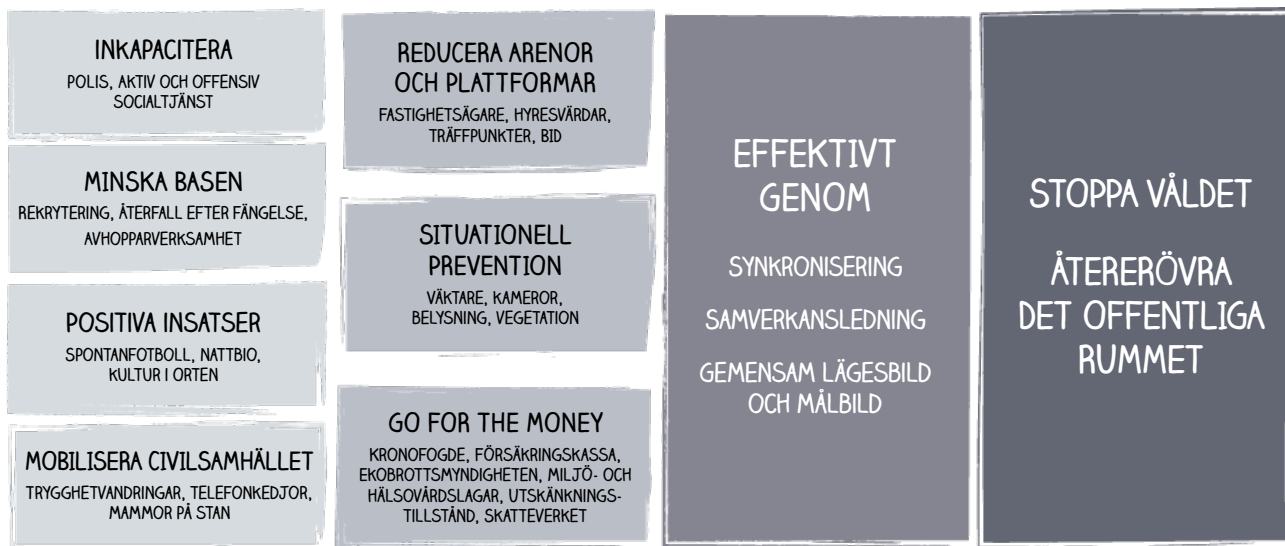 INKAPACITERA
POLIS, AKTIV OCH OFFENSIV
SOCIALTJÄNST
MINSKA BASEN
REKRYTERING, ÅTERFALL EFTER FÄNGELSE,
AVHOPPARVERKSAMHET
POSITIVA INSATSER
SPONTANFOTBOLL, NATTBIO,
KULTUR I ORTEN
MOBILISERA CIVILSAMHÄLLET
TRYGGHETVANDRINGAR, TELEFONKEDJOR,
MAMMOR PÅ STAN
REDUCERA ARENOR
OCH PLATTFORMAR
FASTIGHETSÄGARE, HYRESVÄRDAR,
TRÄFFPUNKTER, BID
SITUATIONELL
PREVENTION
VÄKTARE, KAMEROR,
BELYSNING, VEGETATION
GO FOR THE MONEY
KRONOFOGDE, FÖRSÄKRINGSKASSA,
EKOBROTTSMYNDIGHETEN, MILJÖ- OCH
HÄLSOVÅRDSLAGAR, UTSKÄNKNINGS-
TILLSTÅND, SKATTEVERKET
EFFEKTIVT
GENOM
SYNKRONISERING
SAMVERKANSLEDNING
GEMENSAM LÄGESBILD
OCH MÅLBILD
STOPPA VÅLDET
ÅTERERÖVRA
DET OFFENTLIGA
RUMMET